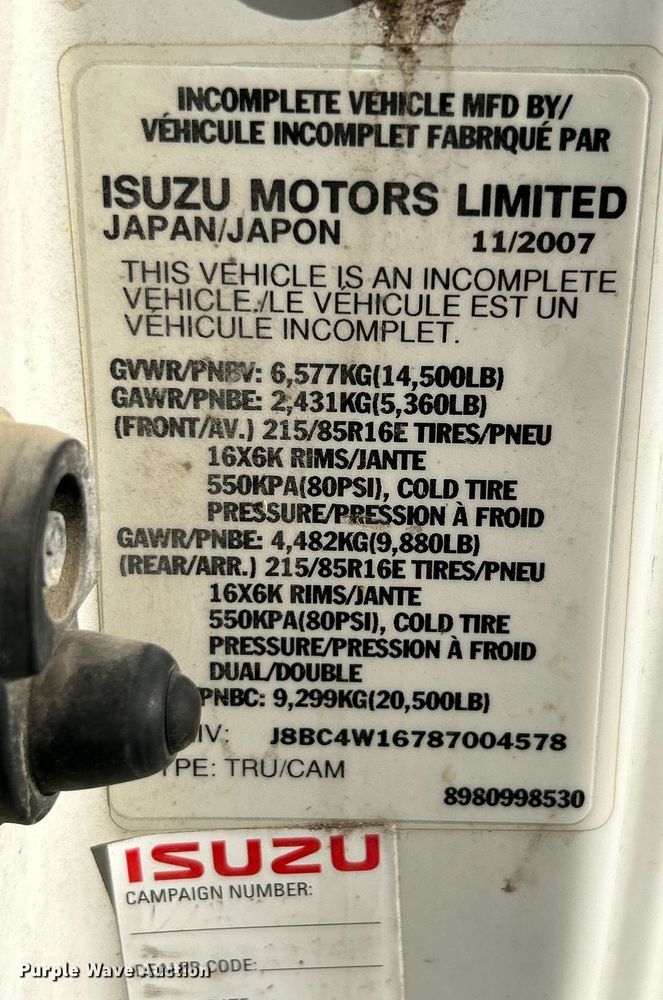 INCOMPLETE VEHICLE MFD BY/
VÉHICULE INCOMPLET FABRIQUÉ PAR
ISUZU MOTORS LIMITED
JAPAN/JAPON 11/2007
THIS VEHICLE IS AN INCOMPLETE
VEHICLE./LE VÉHICULE EST UN
VÉHICULE INCOMPLET.
GVWR/PNBV: 6,577KG(14,500LB)
GAWR/PNBE: 2,431KG(5,360LB)
(FRONT/AV.) 215/85R16E TIRES/PNEU
16X6K RIMS/JANTE
550KPA(80PSI), COLD TIRE
PRESSURE/PRESSION À FROID
GAWR/PNBE: 4,482KG(9,880LB)
(REAR/ARR.) 215/85R16E TIRES/PNEU
16X6K RIMS/JANTE
550KPA(80PSI), COLD TIRE
PRESSURE/PRESSION À FROID
DUAL/DOUBLE
PNBC: 9,299KG(20,500LB)
IV: J8BC4W16787004578
YPE: TRU/CAM
8980998530
ISUZU
CAMPAIGN NUMBER:
CODE:
Purple Wave Auction